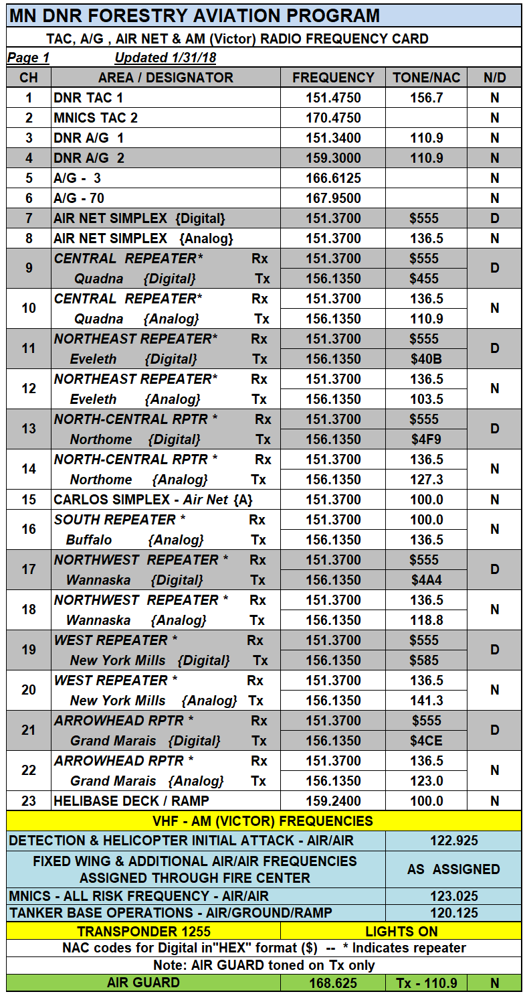 MN DNR FORESTRY AVIATION PROGRAM
TAC, A/G , AIR NET & AM (Victor) RADIO FREQUENCY CARD
Page 1 Updated 1/31/18
CH AREA / DESIGNATOR FREQUENCY TONE/NAC N/D
1 DNR TAC 1 151.4750 156.7 N
2 MNICS TAC 2 170.4750 N
3 DNR A/G 1 151.3400 110.9 N
4 DNR A/G 2 159.3000 110.9 N
5 A/G - 3 166.6125 N
6 A/G - 70 167.9500 N
7 AIR NET SIMPLEX {Digital} 151.3700 $555 D
8 AIR NET SIMPLEX {Analog} 151.3700 136.5 N
9 CENTRAL REPEATER* Rx 151.3700 $555 D
Quadna {Digital} Tx 156.1350 $455
10 CENTRAL REPEATER* Rx 151.3700 136.5 N
Quadna {Analog} Tx 156.1350 110.9
11 NORTHEAST REPEATER* Rx 151.3700 $555 D
Eveleth {Digital} Tx 156.1350 $40B
12 NORTHEAST REPEATER* Rx 151.3700 136.5 N
Eveleth {Analog} Tx 156.1350 103.5
13 NORTH-CENTRAL RPTR * Rx 151.3700 $555 D
Northome {Digital} Tx 156.1350 $4F9
14 NORTH-CENTRAL RPTR * Rx 151.3700 136.5 N
Northome {Analog} Tx 156.1350 127.3
15 CARLOS SIMPLEX - Air Net {A} 151.3700 100.0 N
16 SOUTH REPEATER * Rx 151.3700 100.0 N
Buffalo {Analog} Tx 156.1350 136.5
17 NORTHWEST REPEATER * Rx 151.3700 $555 D
Wannaska {Digital} Tx 156.1350 $4A4
18 NORTHWEST REPEATER * Rx 151.3700 136.5 N
Wannaska {Analog} Tx 156.1350 118.8
19 WEST REPEATER * Rx 151.3700 $555 D
New York Mills {Digital} Tx 156.1350 $585
20 WEST REPEATER * Rx 151.3700 136.5 N
New York Mills {Analog} Tx 156.1350 141.3
21 ARROWHEAD RPTR * Rx 151.3700 $555 D
Grand Marais {Digital} Tx 156.1350 $4CE
22 ARROWHEAD RPTR * Rx 151.3700 136.5 N
Grand Marais {Analog} Tx 156.1350 123.0
23 HELIBASE DECK / RAMP 159.2400 100.0 N
VHF - AM (VICTOR) FREQUENCIES
DETECTION & HELICOPTER INITIAL ATTACK - AIR/AIR 122.925
FIXED WING & ADDITIONAL AIR/AIR FREQUENCIES
ASSIGNED THROUGH FIRE CENTER AS ASSIGNED
MNICS - ALL RISK FREQUENCY - AIR/AIR 123.025
TANKER BASE OPERATIONS - AIR/GROUND/RAMP 120.125
TRANSPONDER 1255 LIGHTS ON
NAC codes for Digital in"HEX" format ($) -- * Indicates repeater
Note: AIR GUARD toned on Tx only
AIR GUARD 168.625 Tx - 110.9 N